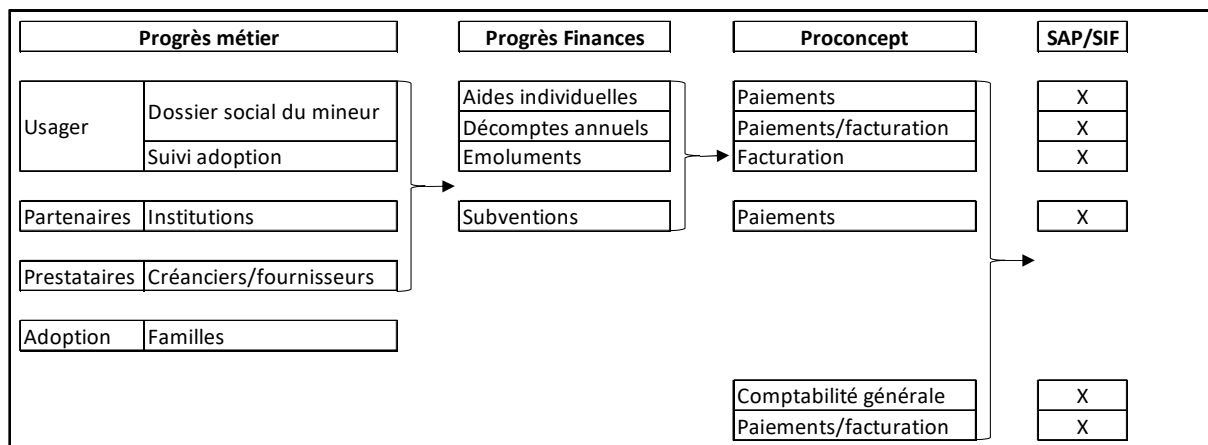 Progrès métier Progrès Finances Proconcept SAP/SIF
Usager Dossier social du mineur Aides individuelles Paiements X
Décomptes annuels Paiements/facturation X
Suivi adoption Emoluments Facturation X
Partenaires Institutions Subventions Paiements X
Prestataires Créanciers/fournisseurs
Adoption Familles
Comptabilité générale X
Paiements/facturation X